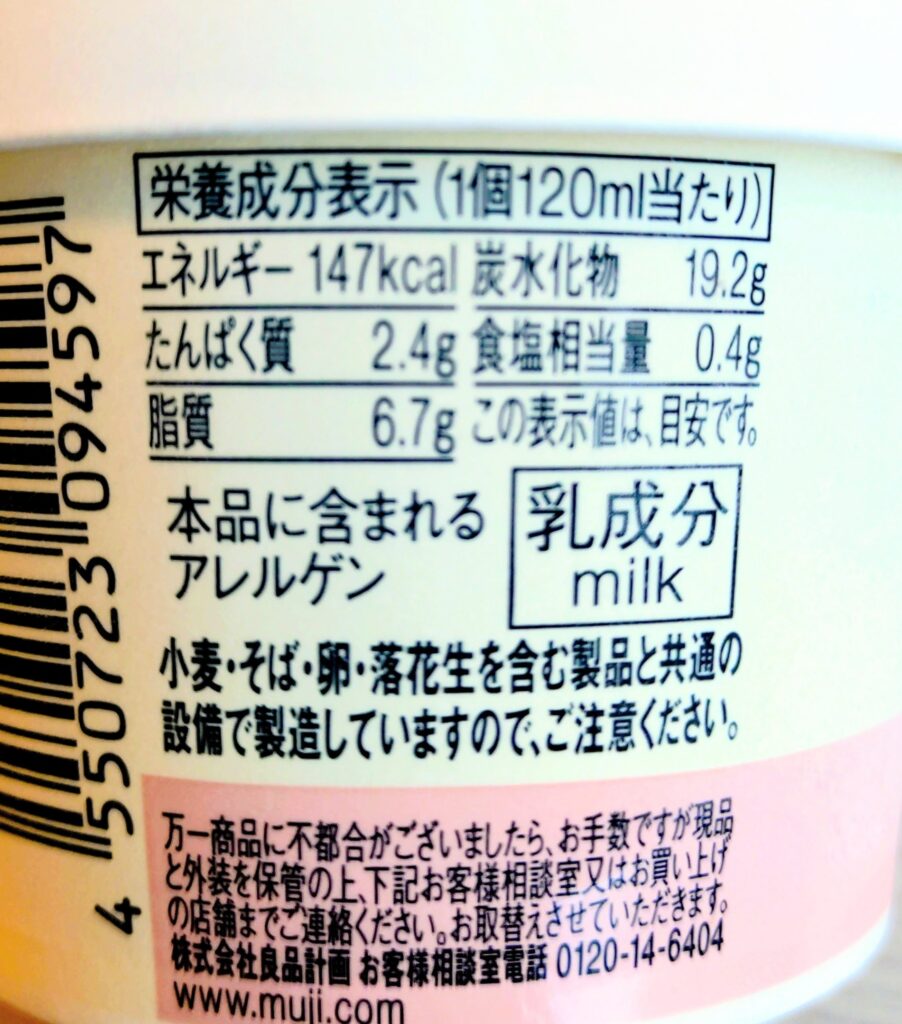 栄養成分表示(1個120ml当たり)
エネルギー 147kcal 炭水化物 19.2g
たんぱく質 2.4g 食塩相当量 0.4g
脂質 6.7g この表示値は、目安です。
本品に含まれる
アレルゲン
乳成分
milk
小麦・そば・卵・落花生を含む製品と共通の
設備で製造していますので、ご注意ください。
万一商品に不都合がございましたら、お手数ですが現品
と外装を保管の上、下記お客様相談室又はお買い上げ
の店舗までご連絡ください。お取替えさせていただきます。
株式会社良品計画 お客様相談室電話 0120-14-6404
www.muji.com
4 550723 094597